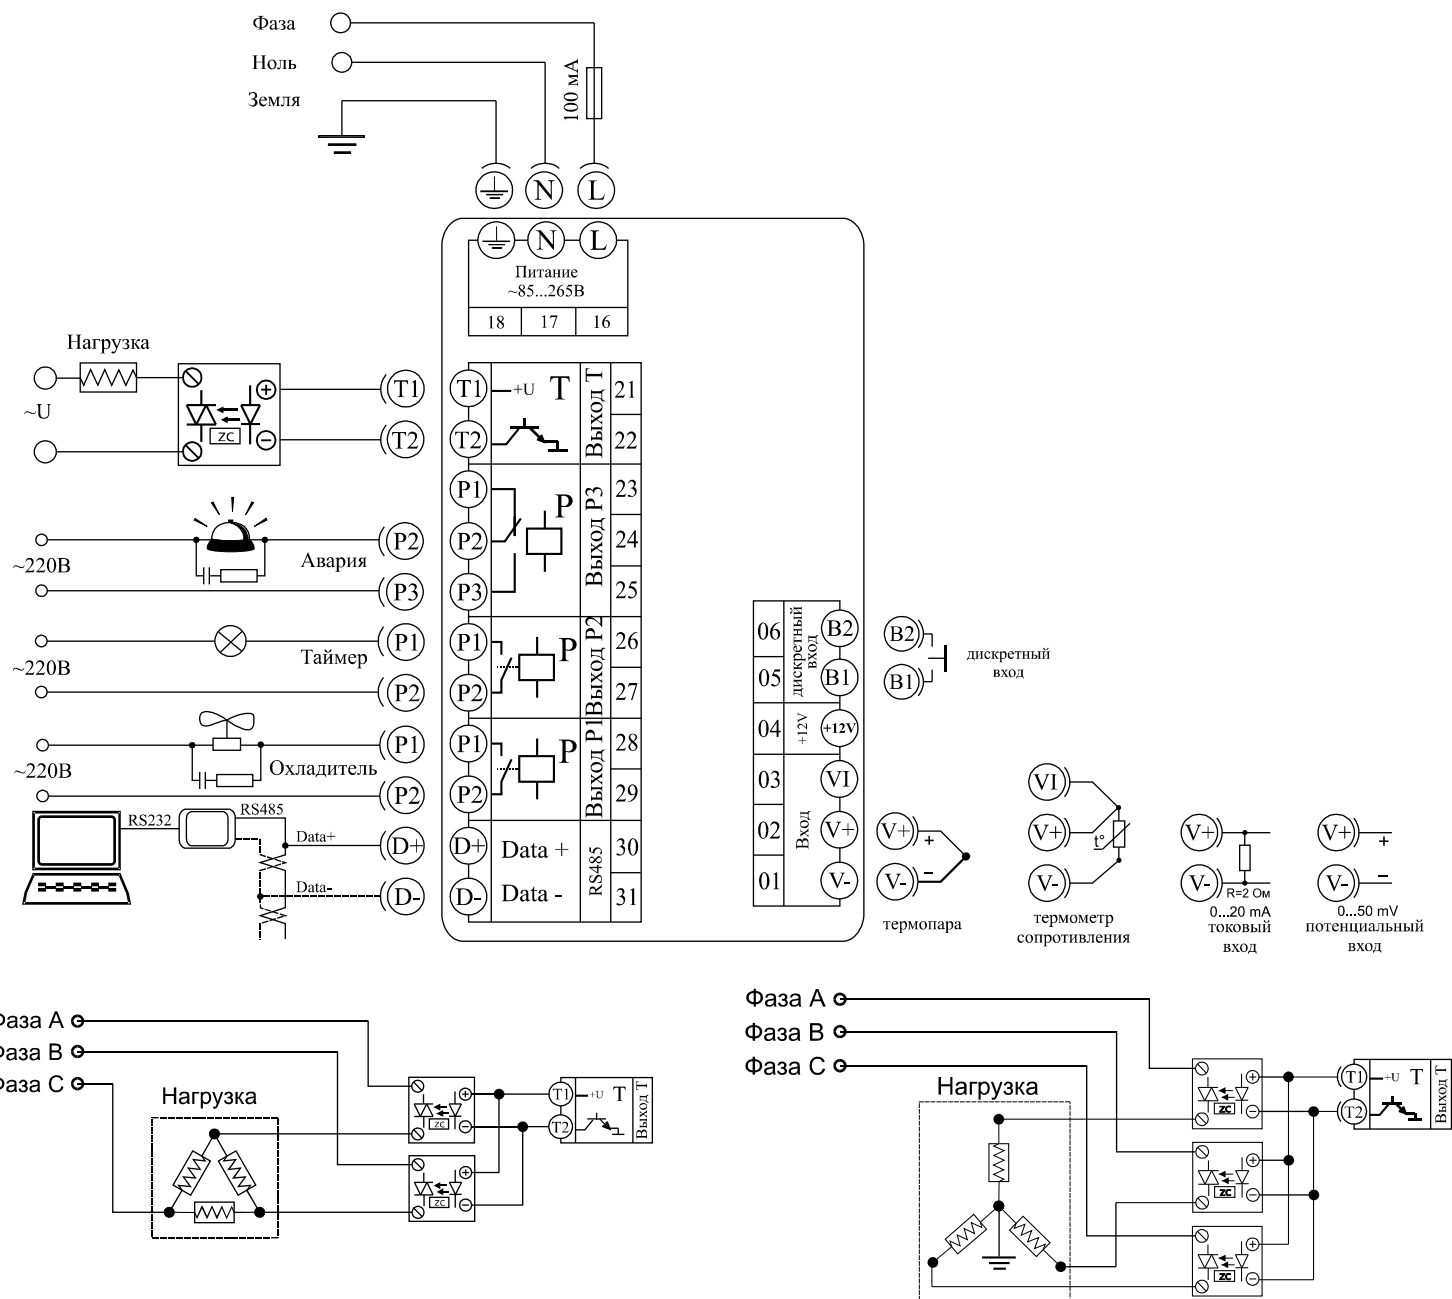 Фаза
Ноль
Земля
100 мА
N
L
N
L
Питание
~85...265В
18
17
16
Нагрузка
~U
ZC
T1
T2
T1
+U
T
T2
Выход T
21
22
~220В
Авария
P2
P3
P1
P2
P3
P
Выход P3
23
24
25
~220В
Таймер
P1
P2
P1
P2
P
Выход P2
26
27
~220В
Охладитель
P1
P2
P1
P2
P
Выход P1
28
29
RS232
RS485
Data+
Data-
D+
D-
D+
D-
Data +
Data -
RS485
30
31
06
05
дискретный
вход
B2
B1
04
+12V
+12V
03
02
01
Вход
VI
V+
V-
B2
B1
дискретный
вход
V+
V-
+
–
термопара
VI
V+
V-
t°
термометр
сопротивления
V+
V-
R=2 Ом
0...20 mA
токовый
вход
V+
V-
+
–
0...50 mV
потенциальный
вход
Фаза A
Фаза B
Фаза C
Нагрузка
ZC
ZC
T1
+U
T
T2
Выход T
Фаза A
Фаза B
Фаза C
Нагрузка
ZC
ZC
ZC
T1
+U
T
T2
Выход T